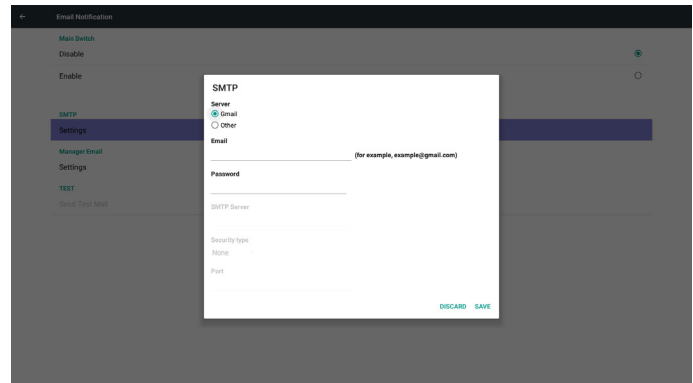 Email Notification
Main Switch
Disable
Enable
SMTP
Settings
Manager Email
Settings
TEST
Send Test Mail
SMTP
Server
Gmail
Other
Email
(for example, example@gmail.com)
Password
SMTP Server
Security type
None
Port
DISCARD SAVE